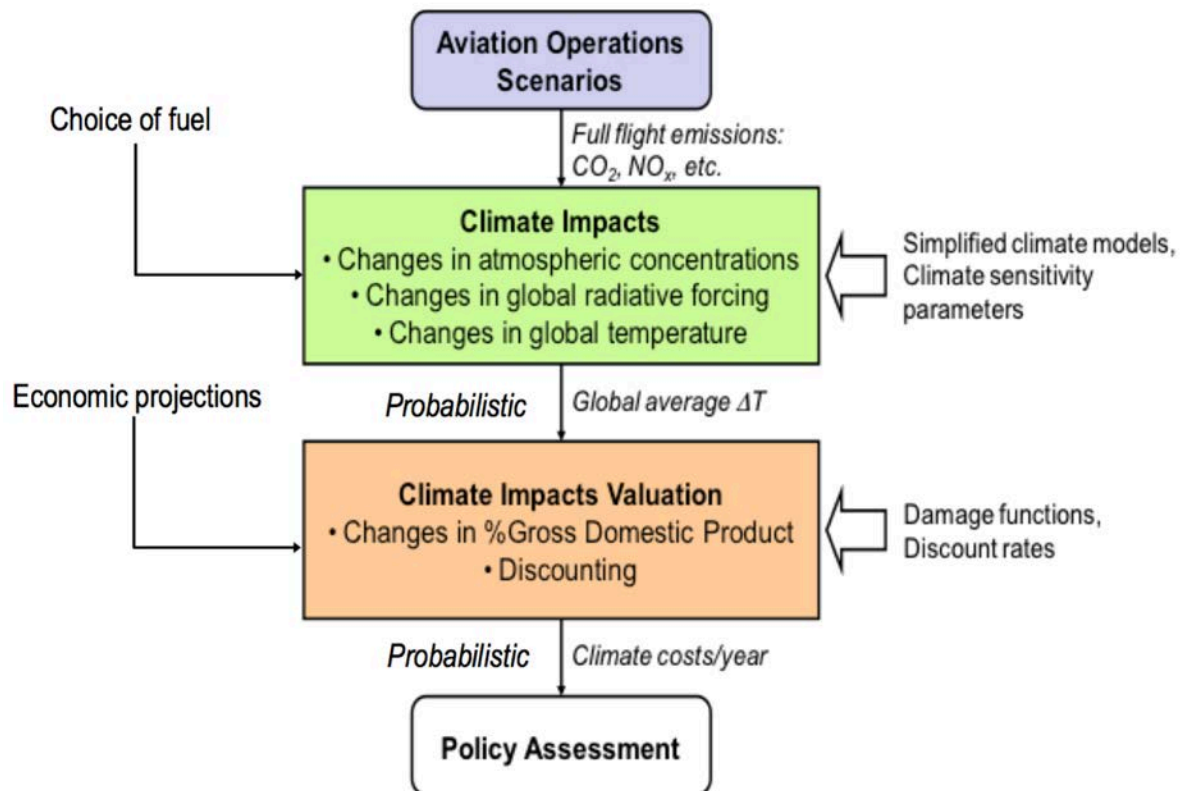 Aviation Operations
Scenarios
Choice of fuel
Full flight emissions:
CO₂, NOₓ, etc.
Climate Impacts
• Changes in atmospheric concentrations
• Changes in global radiative forcing
• Changes in global temperature
Simplified climate models,
Climate sensitivity
parameters
Economic projections
Probabilistic
Global average ΔT
Climate Impacts Valuation
• Changes in %Gross Domestic Product
• Discounting
Damage functions,
Discount rates
Probabilistic
Climate costs/year
Policy Assessment